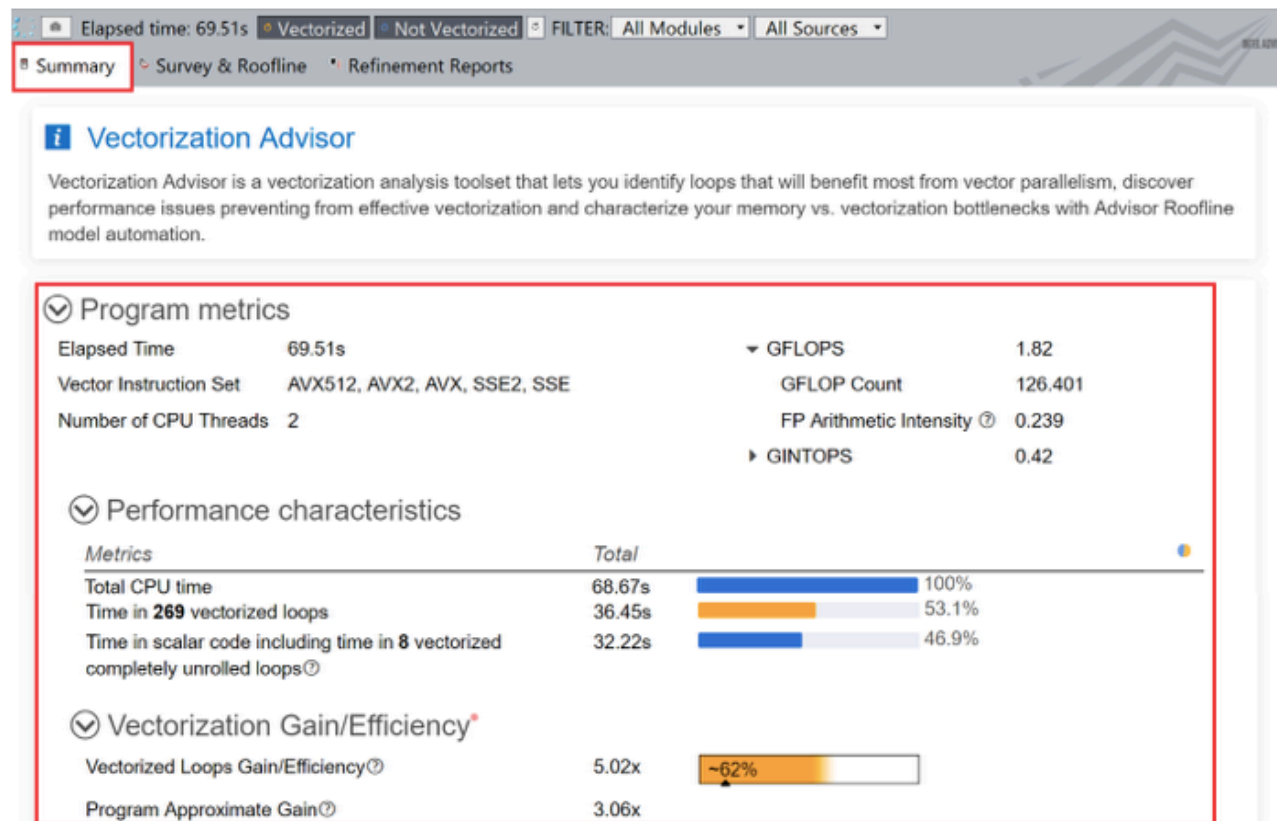 Elapsed time: 69.51s Vectorized Not Vectorized FILTER: All Modules All Sources
Summary Survey & Roofline Refinement Reports
i Vectorization Advisor
Vectorization Advisor is a vectorization analysis toolset that lets you identify loops that will benefit most from vector parallelism, discover
performance issues preventing from effective vectorization and characterize your memory vs. vectorization bottlenecks with Advisor Roofline
model automation.
Program metrics
Elapsed Time 69.51s GFLOPS 1.82
Vector Instruction Set AVX512, AVX2, AVX, SSE2, SSE GFLOP Count 126.401
Number of CPU Threads 2 FP Arithmetic Intensity ? 0.239
GINTOPS 0.42
Performance characteristics
Metrics Total
Total CPU time 68.67s 100%
Time in 269 vectorized loops 36.45s 53.1%
Time in scalar code including time in 8 vectorized 32.22s 46.9%
completely unrolled loops?
Vectorization Gain/Efficiency*
Vectorized Loops Gain/Efficiency? 5.02x ~62%
Program Approximate Gain? 3.06x